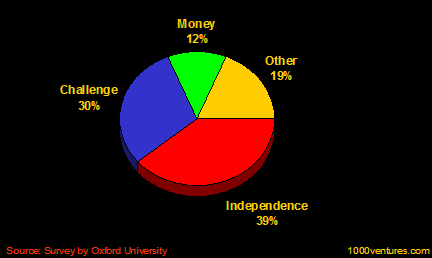 Money
12%
Other
19%
Challenge
30%
Independence
39%
Source: Survey by Oxford University
1000ventures.com